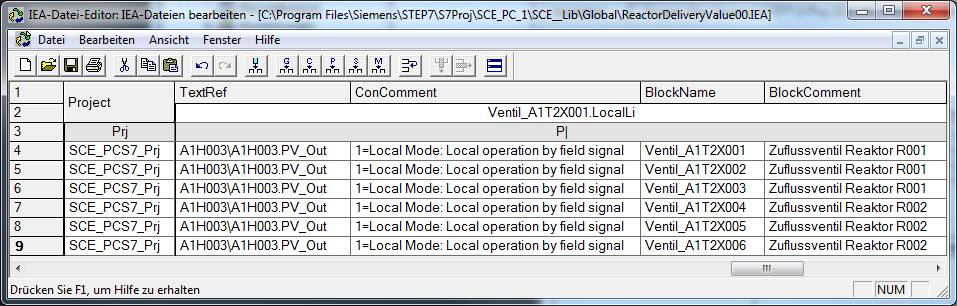 IEA-Datei-Editor: IEA-Dateien bearbeiten - [C:\Program Files\Siemens\STEP7\S7Proj\SCE_PC_1\SCE__Lib\Global\ReactorDeliveryValue00.IEA]
Datei Bearbeiten Ansicht Fenster Hilfe
G C P S M
1 Project TextRef ConComment BlockName BlockComment
2 Ventil_A1T2X001.LocalLi
3 Prj P|
4 SCE_PCS7_Prj A1H003\A1H003.PV_Out 1=Local Mode: Local operation by field signal Ventil_A1T2X001 Zuflussventil Reaktor R001
5 SCE_PCS7_Prj A1H003\A1H003.PV_Out 1=Local Mode: Local operation by field signal Ventil_A1T2X002 Zuflussventil Reaktor R001
6 SCE_PCS7_Prj A1H003\A1H003.PV_Out 1=Local Mode: Local operation by field signal Ventil_A1T2X003 Zuflussventil Reaktor R001
7 SCE_PCS7_Prj A1H003\A1H003.PV_Out 1=Local Mode: Local operation by field signal Ventil_A1T2X004 Zuflussventil Reaktor R002
8 SCE_PCS7_Prj A1H003\A1H003.PV_Out 1=Local Mode: Local operation by field signal Ventil_A1T2X005 Zuflussventil Reaktor R002
9 SCE_PCS7_Prj A1H003\A1H003.PV_Out 1=Local Mode: Local operation by field signal Ventil_A1T2X006 Zuflussventil Reaktor R002
Drücken Sie F1, um Hilfe zu erhalten NUM